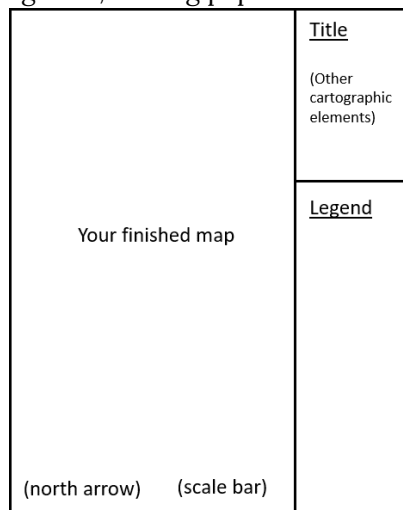 Title
(Other
cartographic
elements)
Legend
Your finished map
(north arrow)
(scale bar)